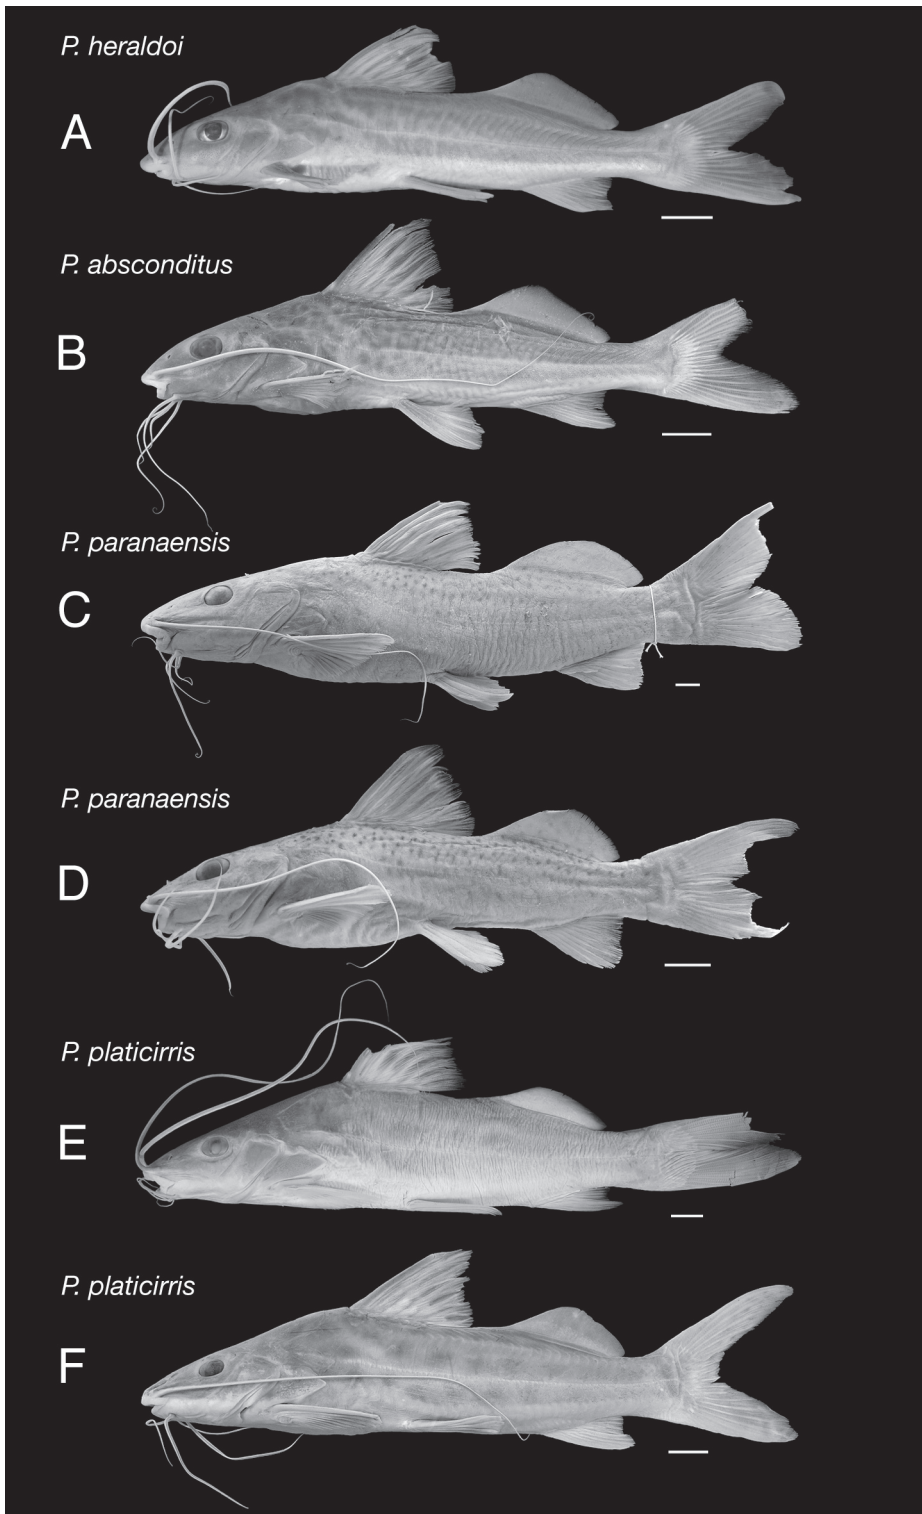 P. heraldoi
A
P. absconditus
B
P. paranaensis
C
P. paranaensis
D
P. platicirris
E
P. platicirris
F